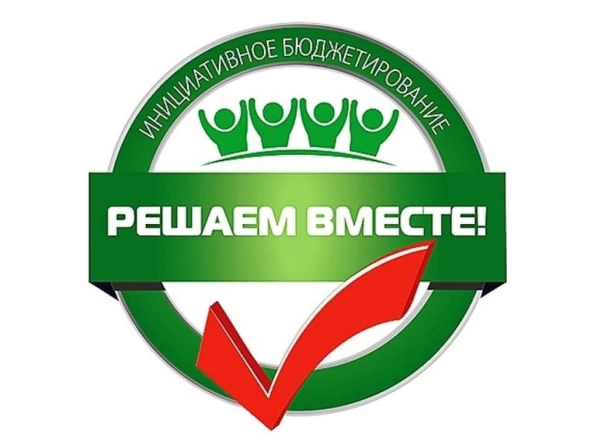 ИНИЦИАТИВНОЕ БЮДЖЕТИРОВАНИЕ
РЕШАЕМ ВМЕСТЕ!